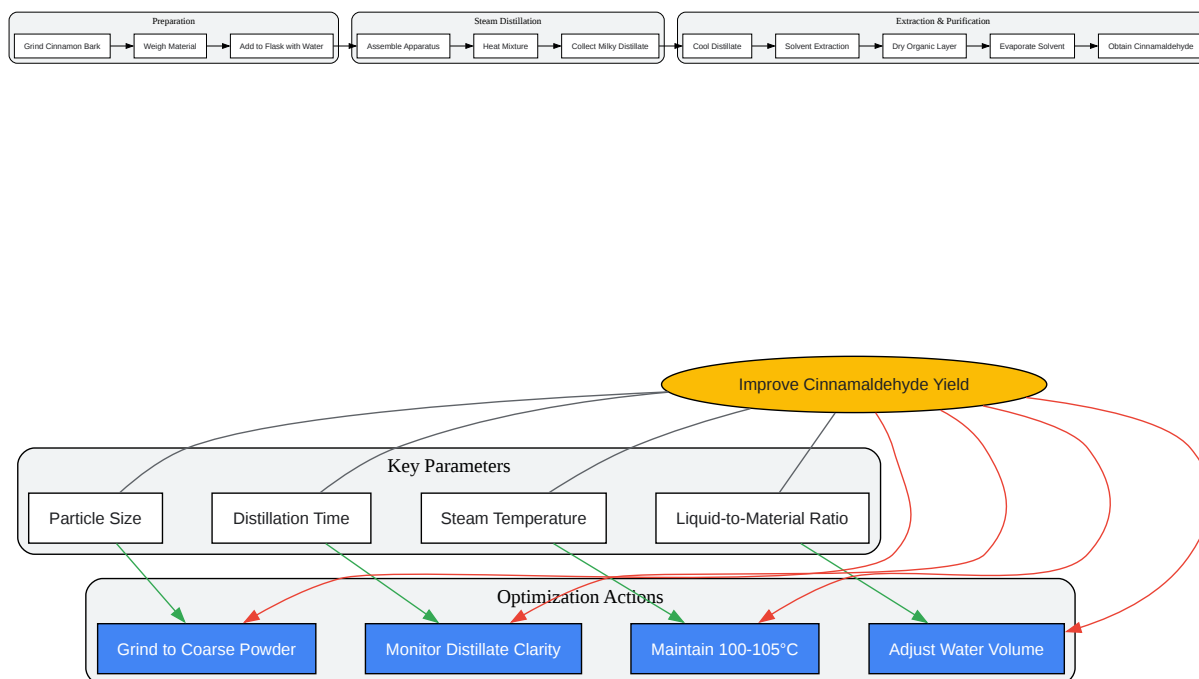 Preparation
Steam Distillation
Extraction & Purification
Grind Cinnamon Bark
Weigh Material
Add to Flask with Water
Assemble Apparatus
Heat Mixture
Collect Milky Distillate
Cool Distillate
Solvent Extraction
Dry Organic Layer
Evaporate Solvent
Obtain Cinnamaldehyde
Improve Cinnamaldehyde Yield
Key Parameters
Particle Size
Distillation Time
Steam Temperature
Liquid-to-Material Ratio
Optimization Actions
Grind to Coarse Powder
Monitor Distillate Clarity
Maintain 100-105°C
Adjust Water Volume